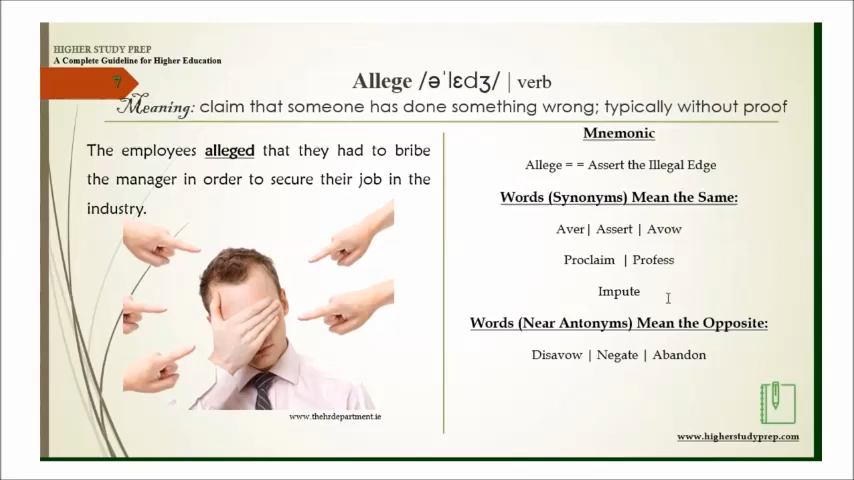 HIGHER STUDY PREP
A Complete Guideline for Higher Education
7
Allege /əˈlɛdʒ/ | verb
Meaning: claim that someone has done something wrong; typically without proof
The employees alleged that they had to bribe
the manager in order to secure their job in the
industry.
www.thehrdepartment.ie
Mnemonic
Allege = = Assert the Illegal Edge
Words (Synonyms) Mean the Same:
Aver| Assert | Avow
Proclaim | Profess
Impute
Words (Near Antonyms) Mean the Opposite:
Disavow | Negate | Abandon
www.higherstudyprep.com